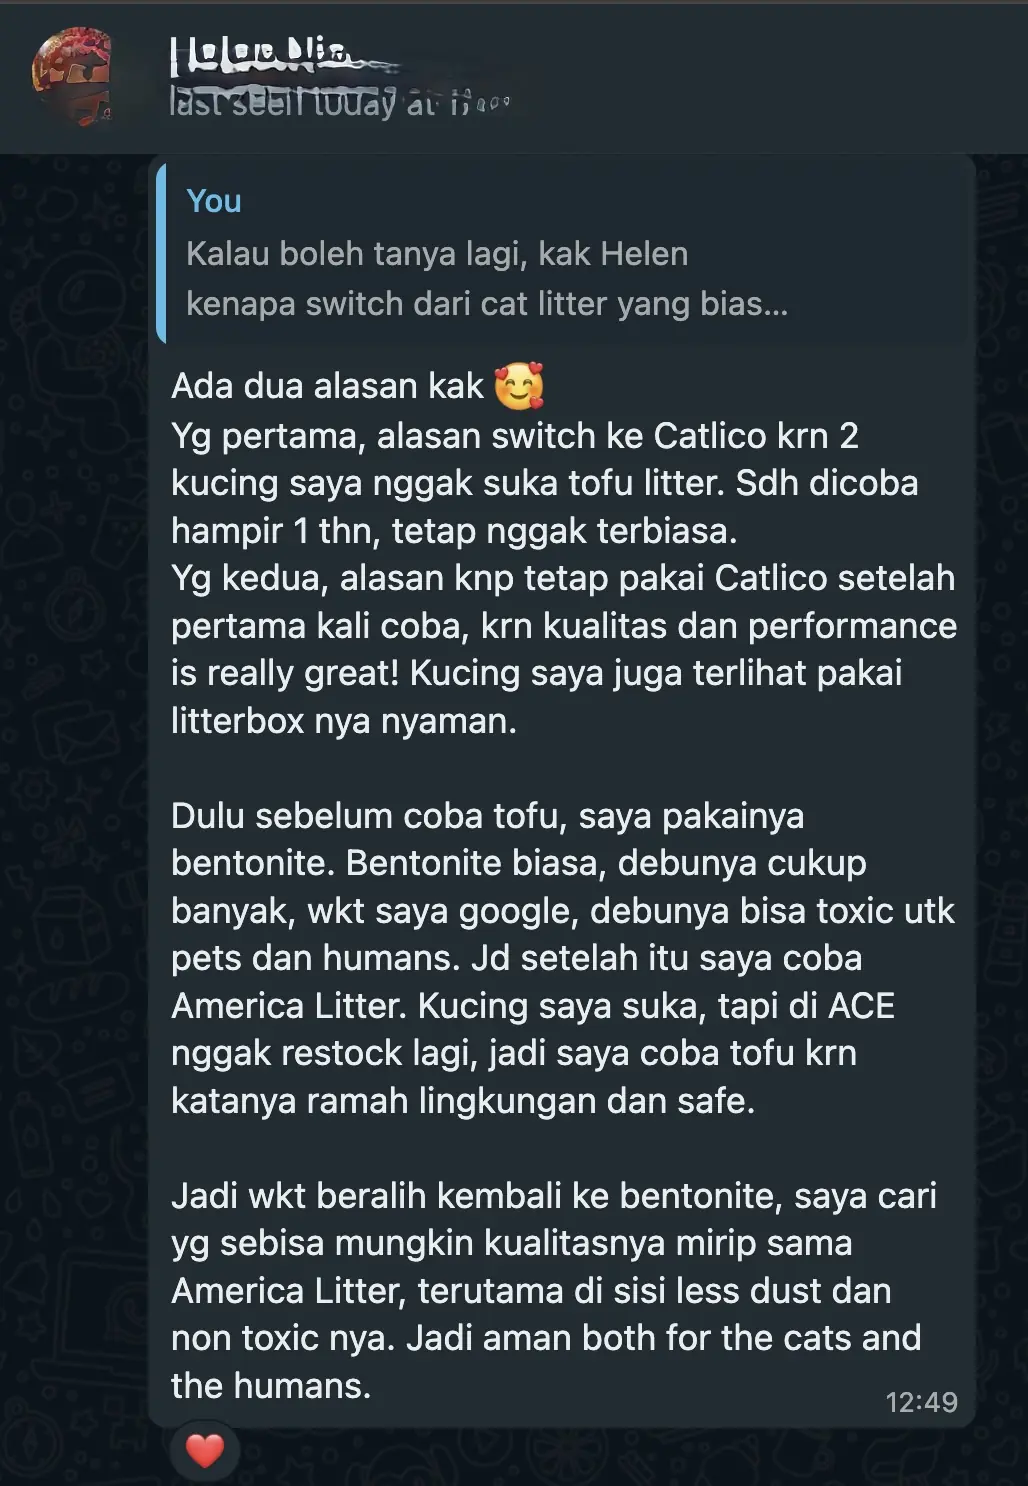 You
Kalau boleh tanya lagi, kak Helen
kenapa switch dari cat litter yang bias...
Ada dua alasan kak 🥰
Yg pertama, alasan switch ke Catlico krn 2
kucing saya nggak suka tofu litter. Sdh dicoba
hampir 1 thn, tetap nggak terbiasa.
Yg kedua, alasan knp tetap pakai Catlico setelah
pertama kali coba, krn kualitas dan performance
is really great! Kucing saya juga terlihat pakai
litterbox nya nyaman.
Dulu sebelum coba tofu, saya pakainya
bentonite. Bentonite biasa, debunya cukup
banyak, wkt saya google, debunya bisa toxic utk
pets dan humans. Jd setelah itu saya coba
America Litter. Kucing saya suka, tapi di ACE
nggak restock lagi, jadi saya coba tofu krn
katanya ramah lingkungan dan safe.
Jadi wkt beralih kembali ke bentonite, saya cari
yg sebisa mungkin kualitasnya mirip sama
America Litter, terutama di sisi less dust dan
non toxic nya. Jadi aman both for the cats and
the humans.
12:49
❤️